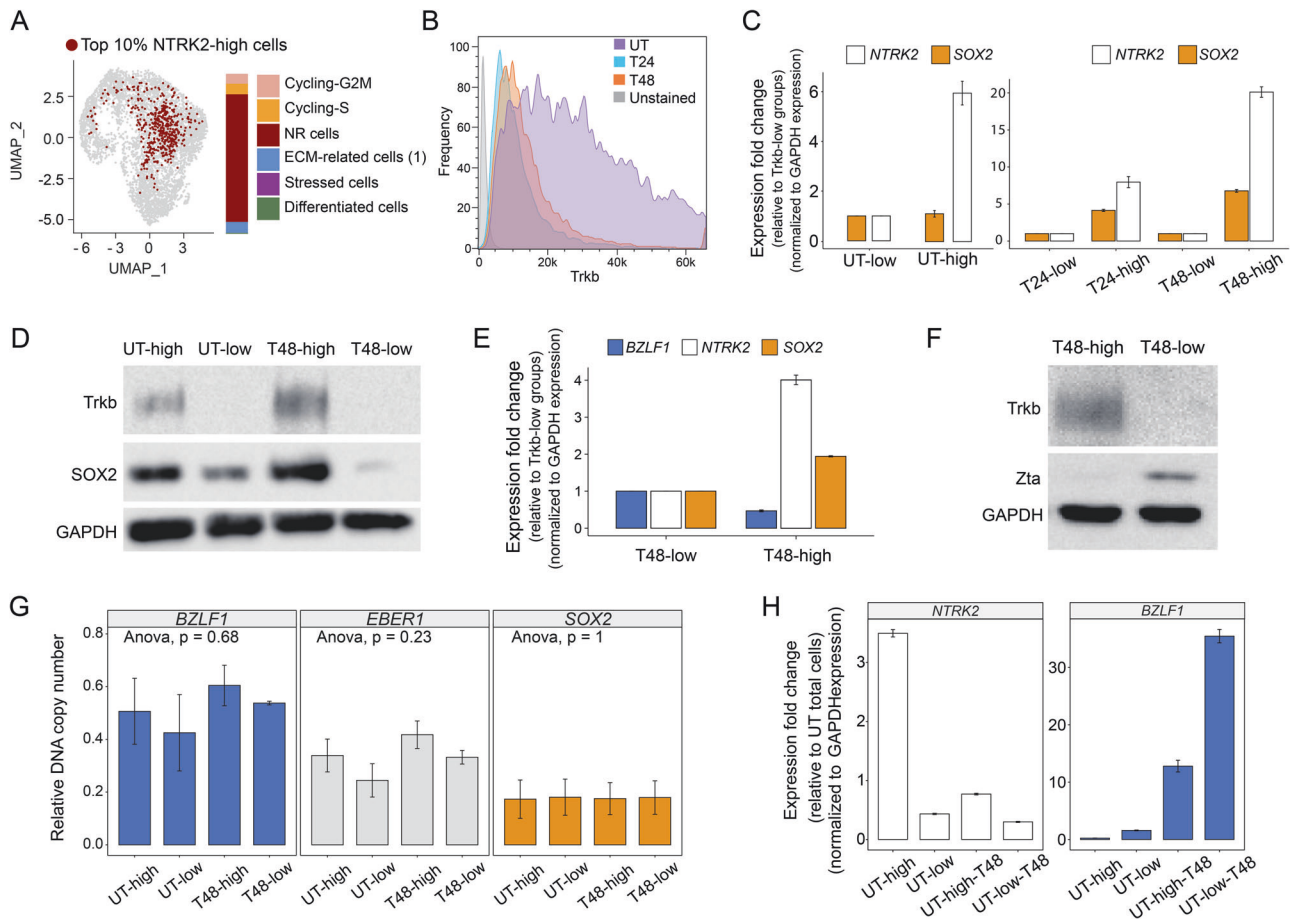 A
Top 10% NTRK2-high cells
UMAP_2
2.5
0.0
-2.5
-5.0
-6
-3
0
3
UMAP_1
Cycling-G2M
Cycling-S
NR cells
ECM-related cells (1)
Stressed cells
Differentiated cells
B
Frequency
100
80
60
40
20
0
0
20k
40k
60k
Trkb
UT
T24
T48
Unstained
C
Expression fold change
(relative to Trkb-low groups)
(normalized to GAPDH expression)
NTRK2
SOX2
6
4
2
0
UT-low
UT-high
NTRK2
SOX2
20
15
10
5
0
T24-low
T24-high
T48-low
T48-high
D
UT-high
UT-low
T48-high
T48-low
Trkb
SOX2
GAPDH
E
BZLF1
NTRK2
SOX2
Expression fold change
(relative to Trkb-low groups)
(normalized to GAPDH expression)
4
3
2
1
0
T48-low
T48-high
F
T48-high
T48-low
Trkb
Zta
GAPDH
G
Relative DNA copy number
0.8
0.6
0.4
0.2
0.0
BZLF1
Anova, p = 0.68
UT-high
UT-low
T48-high
T48-low
EBER1
Anova, p = 0.23
UT-high
UT-low
T48-high
T48-low
SOX2
Anova, p = 1
UT-high
UT-low
T48-high
T48-low
H
Expression fold change
(relative to UT total cells)
(normalized to GAPDHexpression)
NTRK2
3
2
1
0
UT-high
UT-low
UT-high-T48
UT-low-T48
BZLF1
30
20
10
0
UT-high
UT-low
UT-high-T48
UT-low-T48